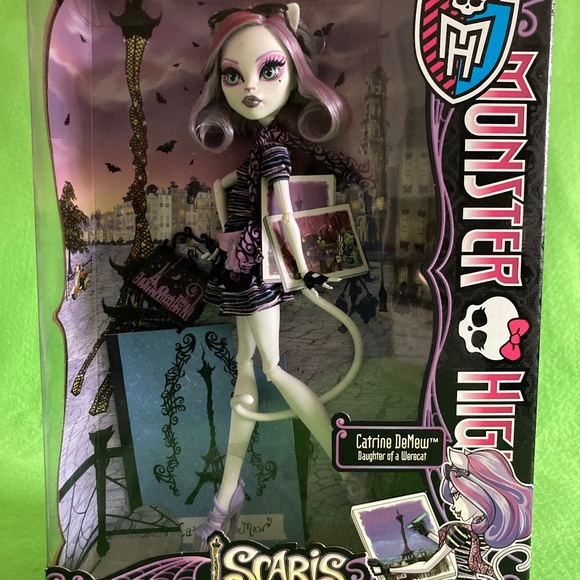 MONSTER HIGH
Catrine DeMew™
Daughter of a Werecat
SCARIS